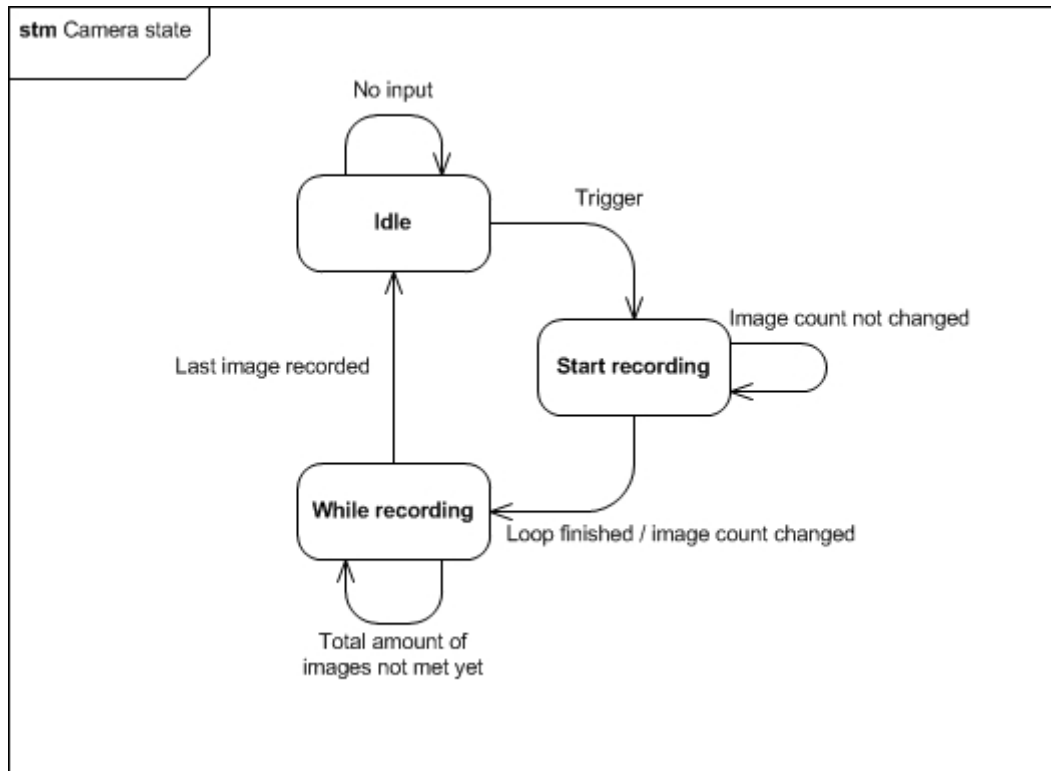 stm Camera state
No input
Idle
Trigger
Image count not changed
Start recording
Last image recorded
While recording
Loop finished / image count changed
Total amount of
images not met yet